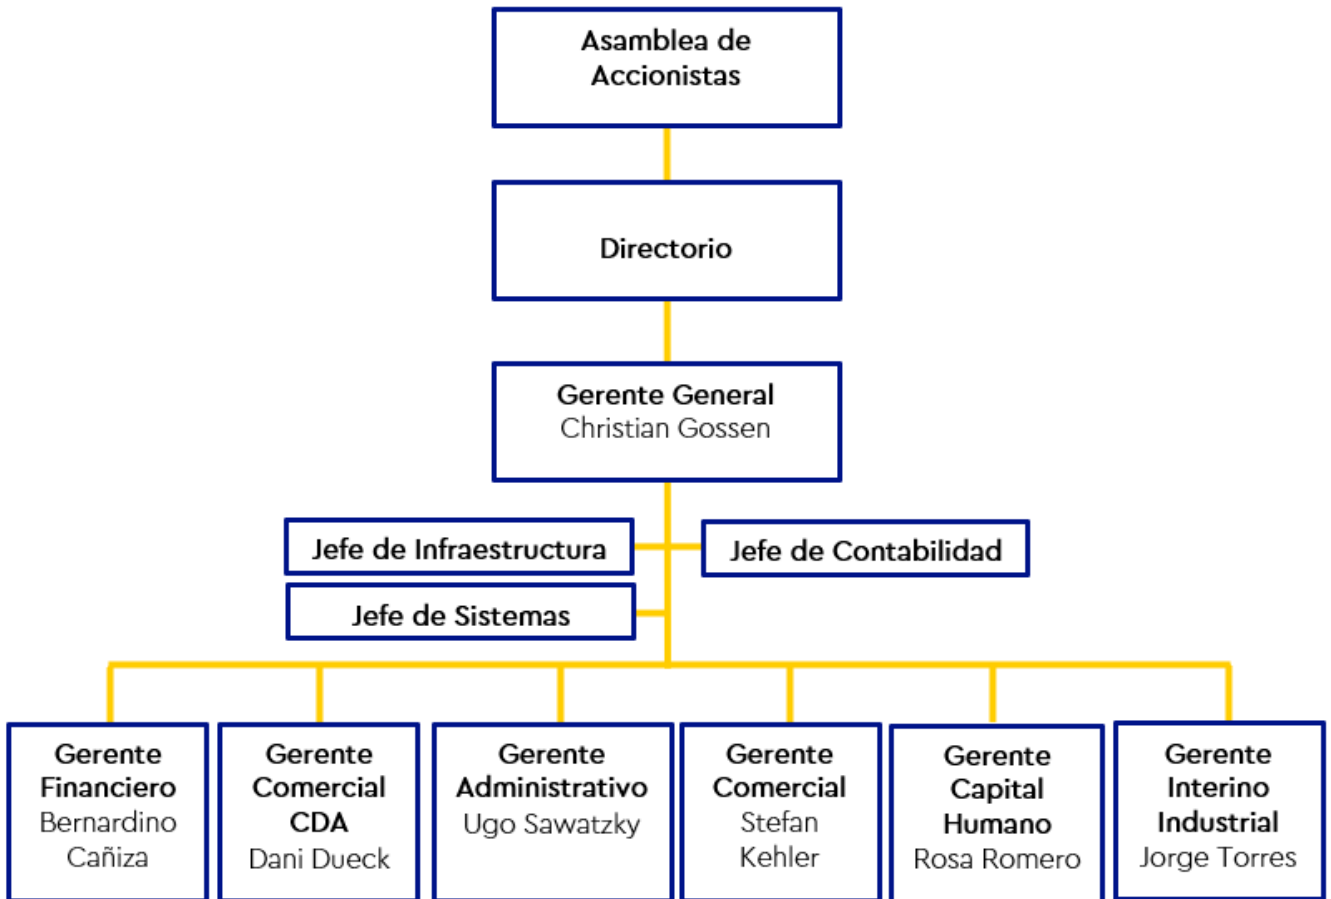 Asamblea de
Accionistas
Directorio
Gerente General
Christian Gossen
Jefe de Infraestructura
Jefe de Contabilidad
Jefe de Sistemas
Gerente
Financiero
Bernardino
Cañiza
Gerente
Comercial
CDA
Dani Dueck
Gerente
Administrativo
Ugo Sawatzky
Gerente
Comercial
Stefan
Kehler
Gerente
Capital
Humano
Rosa Romero
Gerente
Interino
Industrial
Jorge Torres